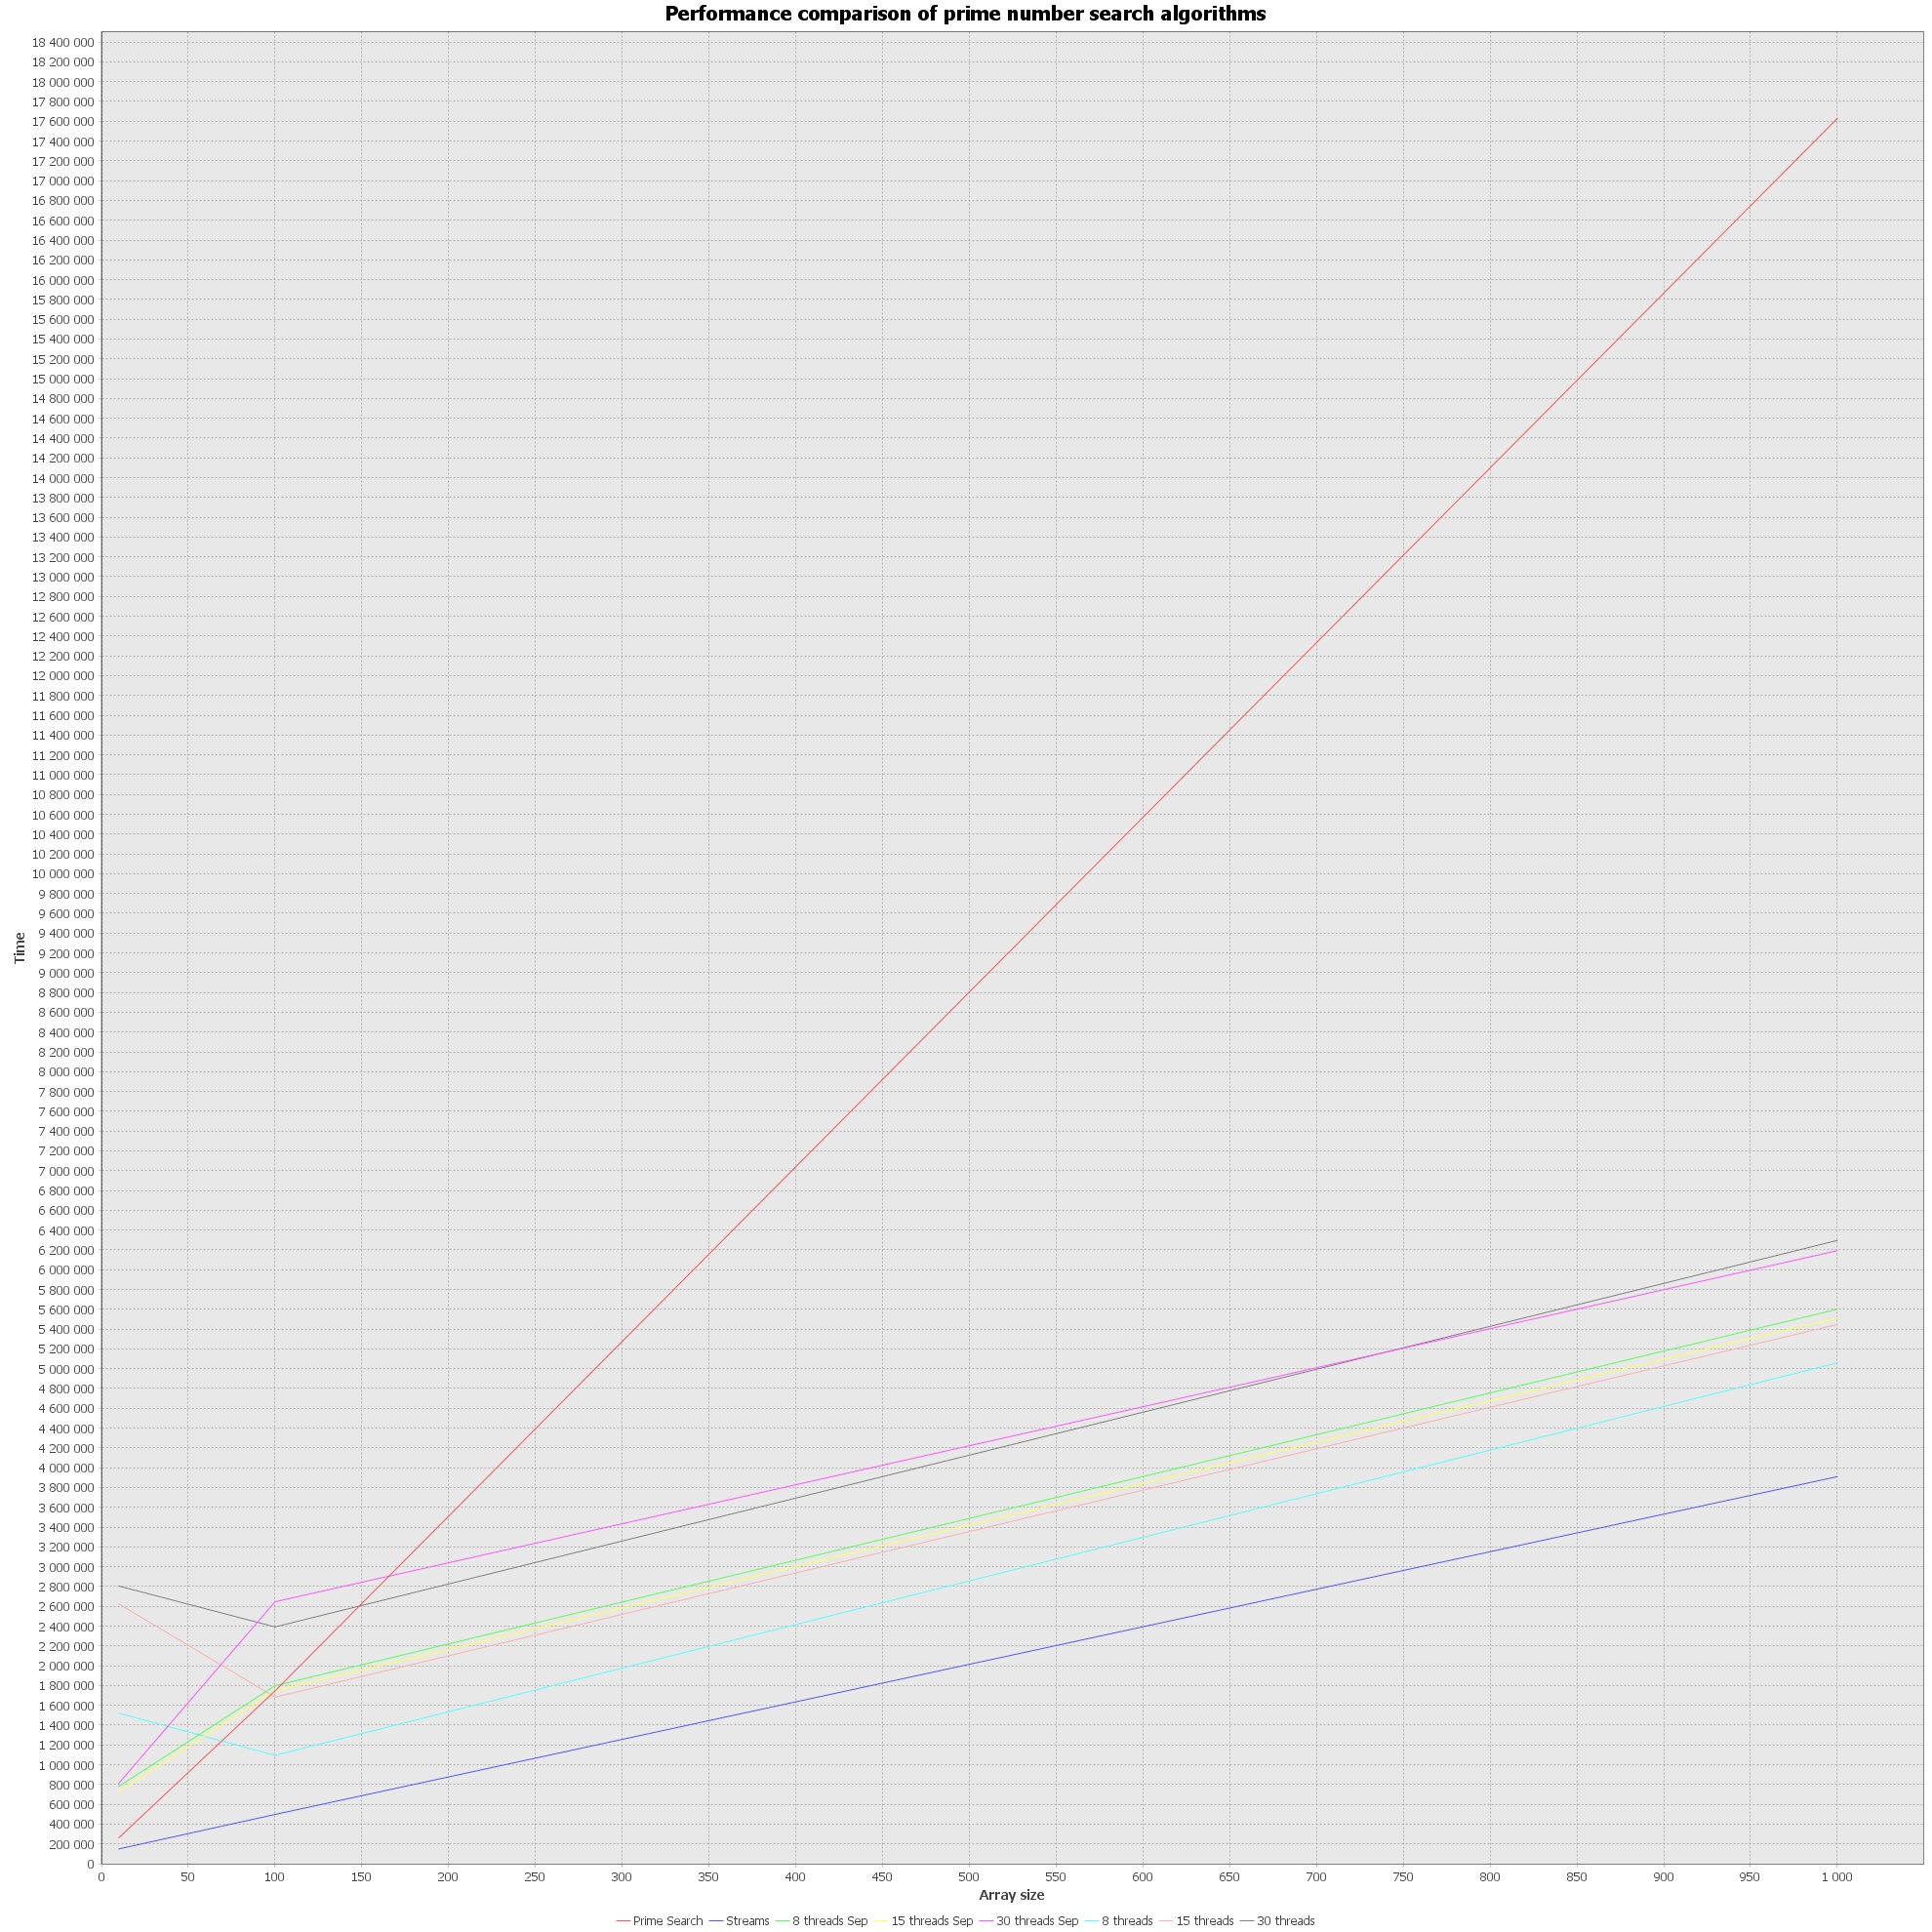 Performance comparison of prime number search algorithms
18 400 000
18 200 000
18 000 000
17 800 000
17 600 000
17 400 000
17 200 000
17 000 000
16 800 000
16 600 000
16 400 000
16 200 000
16 000 000
15 800 000
15 600 000
15 400 000
15 200 000
15 000 000
14 800 000
14 600 000
14 400 000
14 200 000
14 000 000
13 800 000
13 600 000
13 400 000
13 200 000
13 000 000
12 800 000
12 600 000
12 400 000
12 200 000
12 000 000
11 800 000
11 600 000
11 400 000
11 200 000
11 000 000
10 800 000
10 600 000
10 400 000
10 200 000
10 000 000
9 800 000
9 600 000
9 400 000
9 200 000
9 000 000
8 800 000
8 600 000
8 400 000
8 200 000
8 000 000
7 800 000
7 600 000
7 400 000
7 200 000
7 000 000
6 800 000
6 600 000
6 400 000
6 200 000
6 000 000
5 800 000
5 600 000
5 400 000
5 200 000
5 000 000
4 800 000
4 600 000
4 400 000
4 200 000
4 000 000
3 800 000
3 600 000
3 400 000
3 200 000
3 000 000
2 800 000
2 600 000
2 400 000
2 200 000
2 000 000
1 800 000
1 600 000
1 400 000
1 200 000
1 000 000
800 000
600 000
400 000
200 000
0
Time
0 50 100 150 200 250 300 350 400 450 500 550 600 650 700 750 800 850 900 950 1 000
Array size
Prime Search Streams 8 threads Sep 15 threads Sep 30 threads Sep 8 threads 15 threads 30 threads